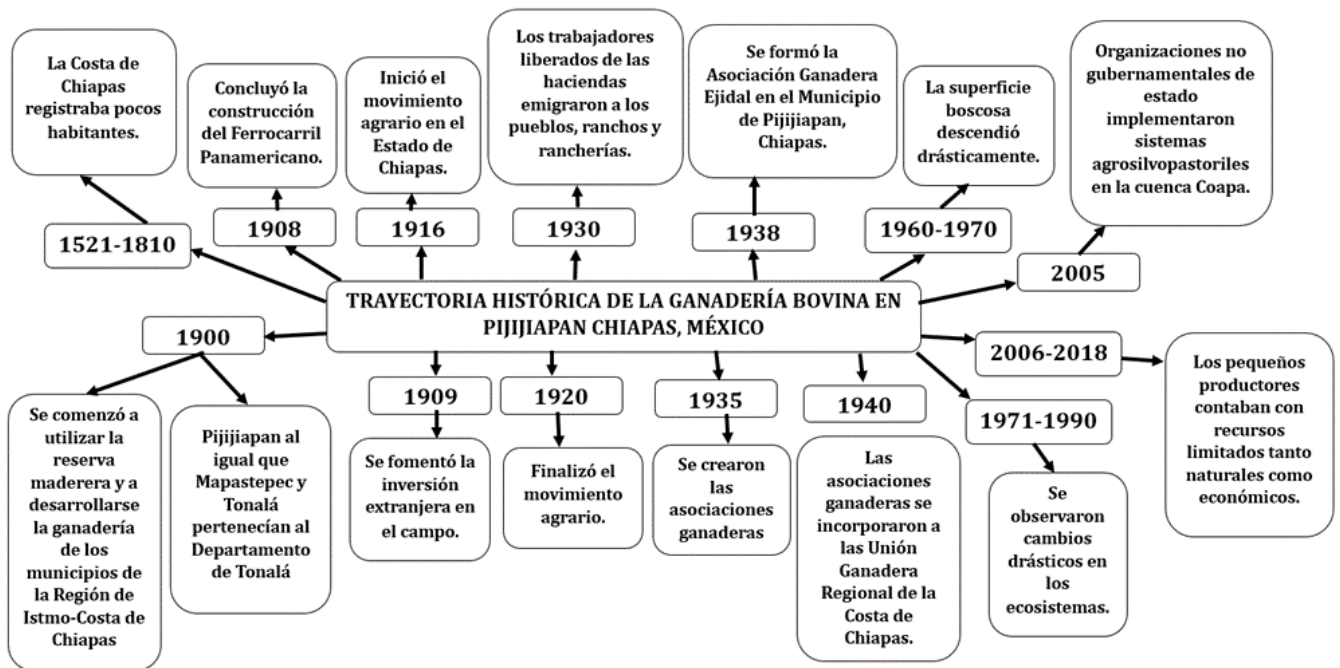 La Costa de
Chiapas
registraba pocos
habitantes.
1521-1810
Concluyó la
construcción
del Ferrocarril
Panamericano.
1908
Inició el
movimiento
agrario en el
Estado de
Chiapas.
1916
Los trabajadores
liberados de las
haciendas
emigraron a los
pueblos, ranchos y
rancherías.
1930
Se formó la
Asociación Ganadera
Ejidal en el Municipio
de Pijijiapan,
Chiapas.
1938
La superficie
boscosa
descendió
drásticamente.
1960-1970
Organizaciones no
gubernamentales de
estado
implementaron
sistemas
agrosilvopastoriles
en la cuenca Coapa.
2005
TRAYECTORIA HISTÓRICA DE LA GANADERÍA BOVINA EN
PIJIJIAPAN CHIAPAS, MÉXICO
1900
Se comenzó a
utilizar la
reserva
maderera y a
desarrollarse
la ganadería
de los
municipios de
la Región de
Istmo-Costa de
Chiapas
Pijijiapan al
igual que
Mapastepec y
Tonalá
pertenecían al
Departamento
de Tonalá
1909
Se fomentó la
inversión
extranjera en
el campo.
1920
Finalizó el
movimiento
agrario.
1935
Se crearon
las
asociaciones
ganaderas
1940
Las
asociaciones
ganaderas se
incorporaron a
las Unión
Ganadera
Regional de la
Costa de
Chiapas.
1971-1990
Se
observaron
cambios
drásticos en
los
ecosistemas.
2006-2018
Los pequeños
productores
contaban con
recursos
limitados tanto
naturales como
económicos.